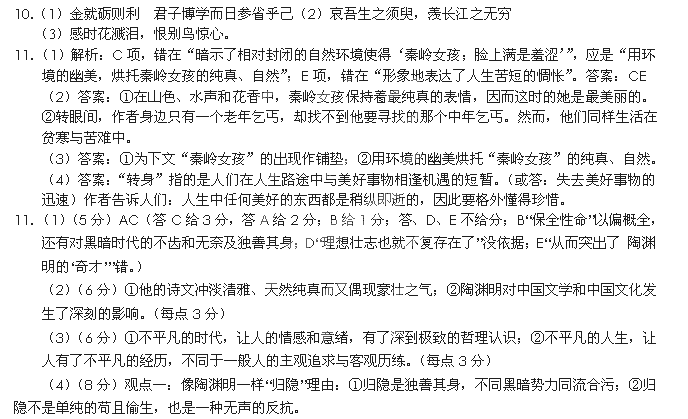 10.（1）金就砺则利　君子博学而日参省乎己（2）哀吾生之须臾，羡长江之无穷
（3）感时花溅泪，恨别鸟惊心。
11.（1）解析：C 项，错在“暗示了相对封闭的自然环境使得‘秦岭女孩；脸上满是羞涩’”，应是“用环
境的幽美，烘托秦岭女孩的纯真、自然”；E 项，错在“形象地表达了人生苦短的惆怅”。答案：CE
（2）答案：①在山色、水声和花香中，秦岭女孩保持着最纯真的表情，因而这时的她是最美丽的。
②转眼间，作者身边只有一个老年乞丐，却找不到他要寻找的那个中年乞丐。然而，他们同样生活在
贫寒与苦难中。
（3）答案：①为下文“秦岭女孩”的出现作铺垫；②用环境的幽美烘托“秦岭女孩”的纯真、自然。
（4）答案：“转身”指的是人们在人生路途中与美好事物相逢机遇的短暂。（或答：失去美好事物的
迅速）作者告诉人们：人生中任何美好的东西都是稍纵即逝的，因此要格外懂得珍惜。
11.（1）（5 分）AC（答 C 给 3 分，答 A 给 2 分；B 给 1 分；答、D、E 不给分；B“保全性命”以偏概全，
还有对黑暗时代的不齿和无奈及独善其身；D“理想壮志也就不复存在了”没依据；E“从而突出了 陶渊
明的‘奇才’”错。）
（2）（6 分）①他的诗文冲淡清雅、天然纯真而又偶现豪壮之气；②陶渊明对中国文学和中国文化发
生了深刻的影响。（每点 3 分）
（3）（6 分）①不平凡的时代，让人的情感和意绪，有了深到极致的哲理认识；②不平凡的人生，让
人有了不平凡的经历，不同于一般人的主观追求与客观历练。（每点 3 分）
（4）（8 分）观点一：像陶渊明一样“归隐”理由：①归隐是独善其身，不同黑暗势力同流合污；②归
隐不是单纯的苟且偷生，也是一种无声的反抗。